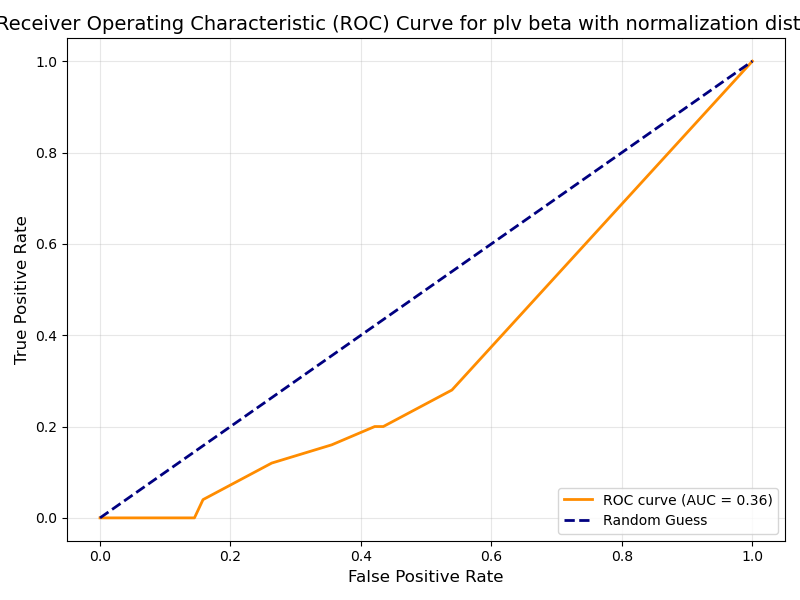 Receiver Operating Characteristic (ROC) Curve for plv beta with normalization dist
1.0
0.8
0.6
0.4
0.2
0.0
True Positive Rate
0.0 0.2 0.4 0.6 0.8 1.0
False Positive Rate
ROC curve (AUC = 0.36)
Random Guess